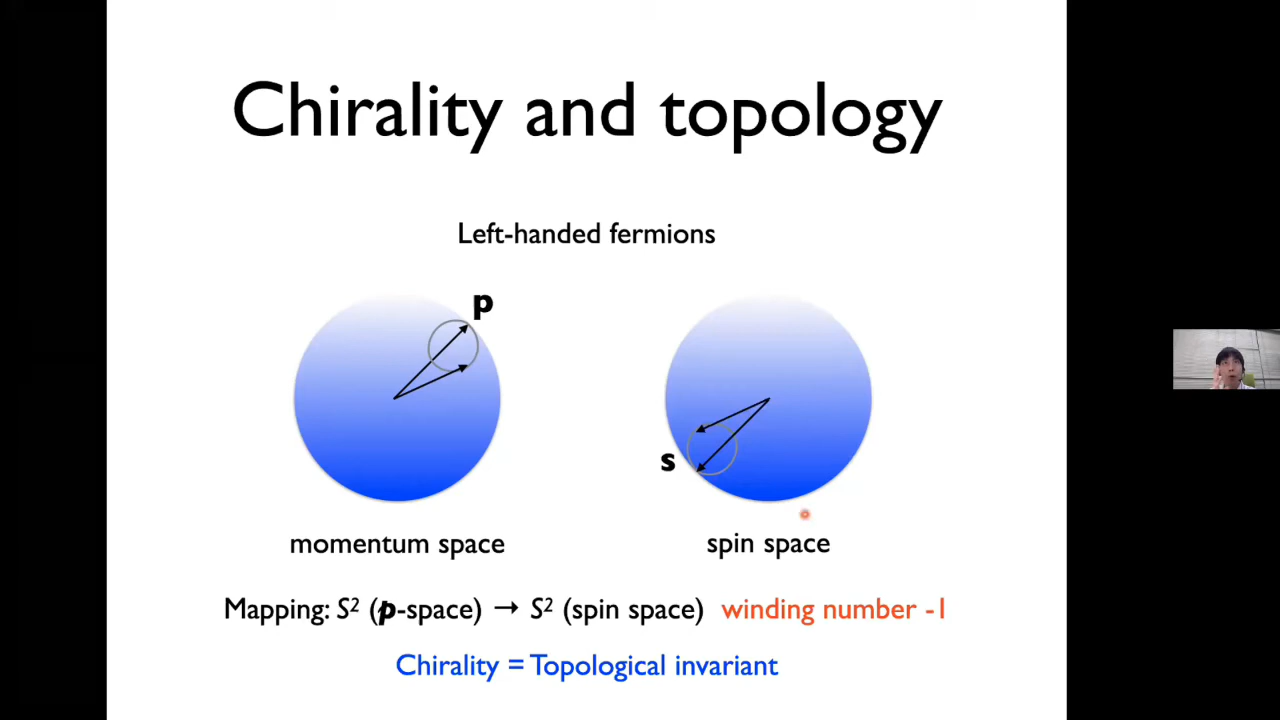 Chirality and topology
Left-handed fermions
p
s
momentum space
spin space
Mapping: S² (p-space) → S² (spin space) winding number -1
Chirality = Topological invariant